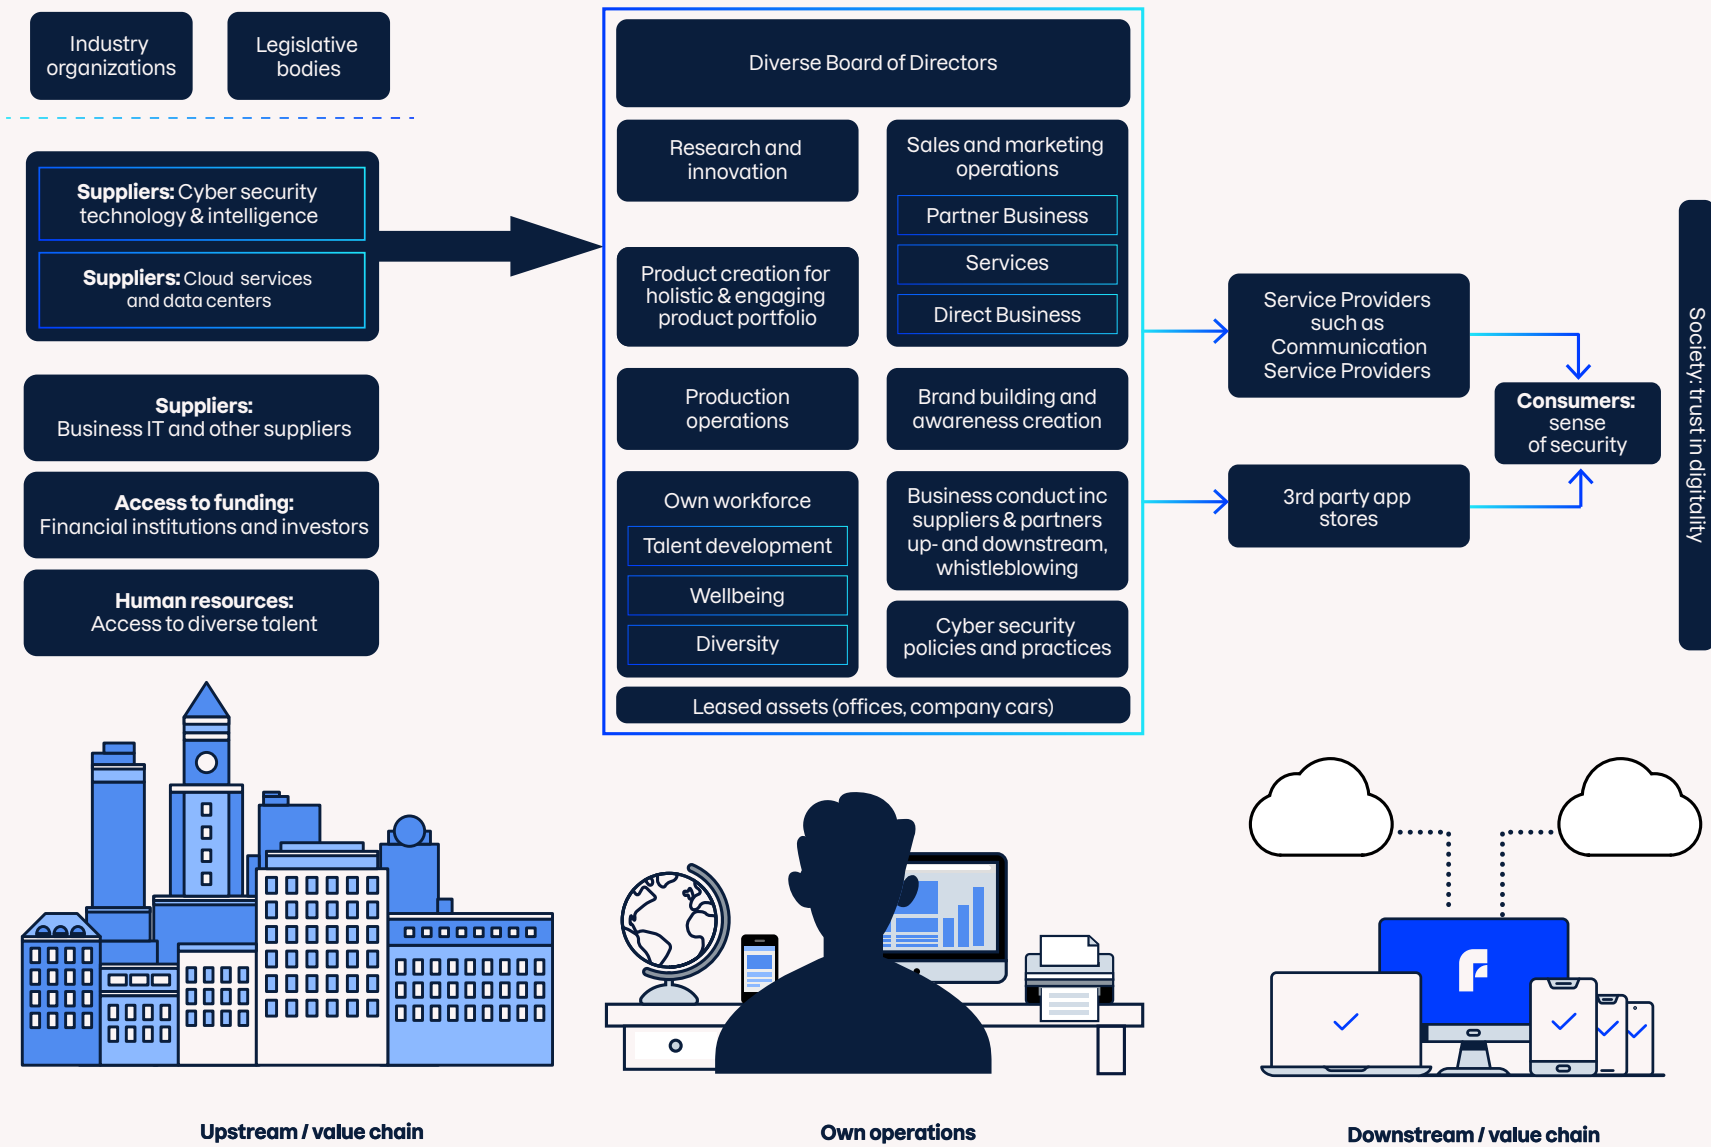 Industry
organizations
Legislative
bodies
Suppliers: Cyber security
technology & intelligence
Suppliers: Cloud services
and data centers
Suppliers:
Business IT and other suppliers
Access to funding:
Financial institutions and investors
Human resources:
Access to diverse talent
Upstream / value chain
Diverse Board of Directors
Research and
innovation
Product creation for
holistic & engaging
product portfolio
Production
operations
Own workforce
Talent development
Wellbeing
Diversity
Sales and marketing
operations
Partner Business
Services
Direct Business
Brand building and
awareness creation
Business conduct inc
suppliers & partners
up- and downstream,
whistleblowing
Cyber security
policies and practices
Leased assets (offices, company cars)
Own operations
Service Providers
such as
Communication
Service Providers
3rd party app
stores
Consumers:
sense
of security
Society: trust in digitality
Downstream / value chain